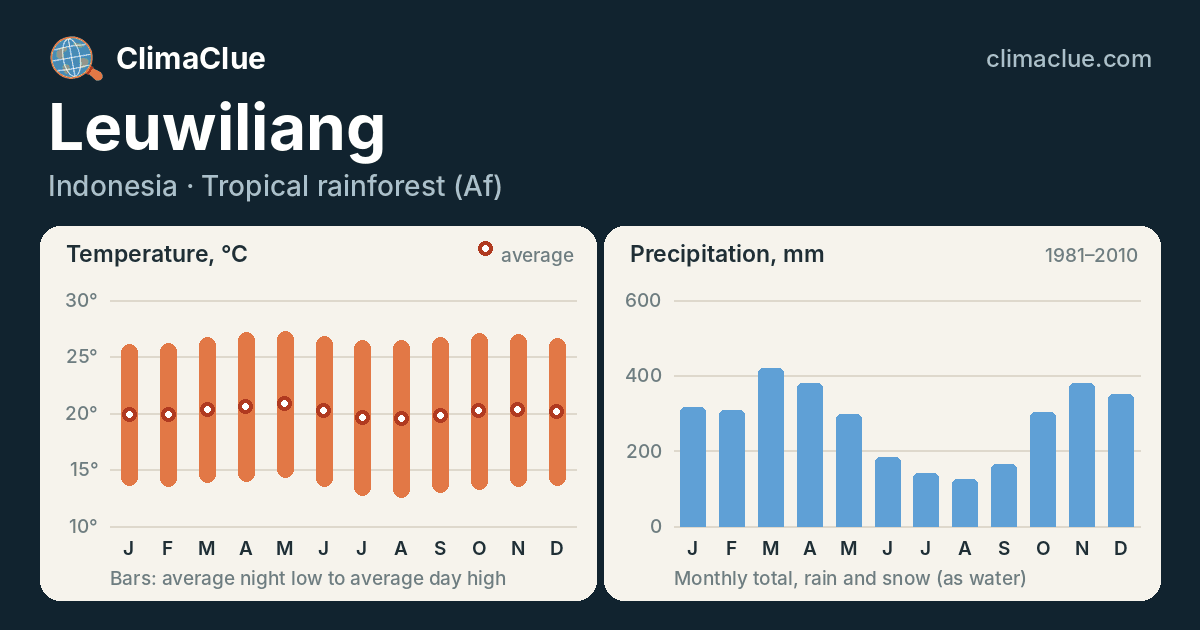 ClimaClue
climaclue.com
Leuwiliang
Indonesia · Tropical rainforest (Af)
Temperature, °C
average
30°
25°
20°
15°
10°
J F M A M J J A S O N D
Bars: average night low to average day high
Precipitation, mm
1981–2010
600
400
200
0
J F M A M J J A S O N D
Monthly total, rain and snow (as water)